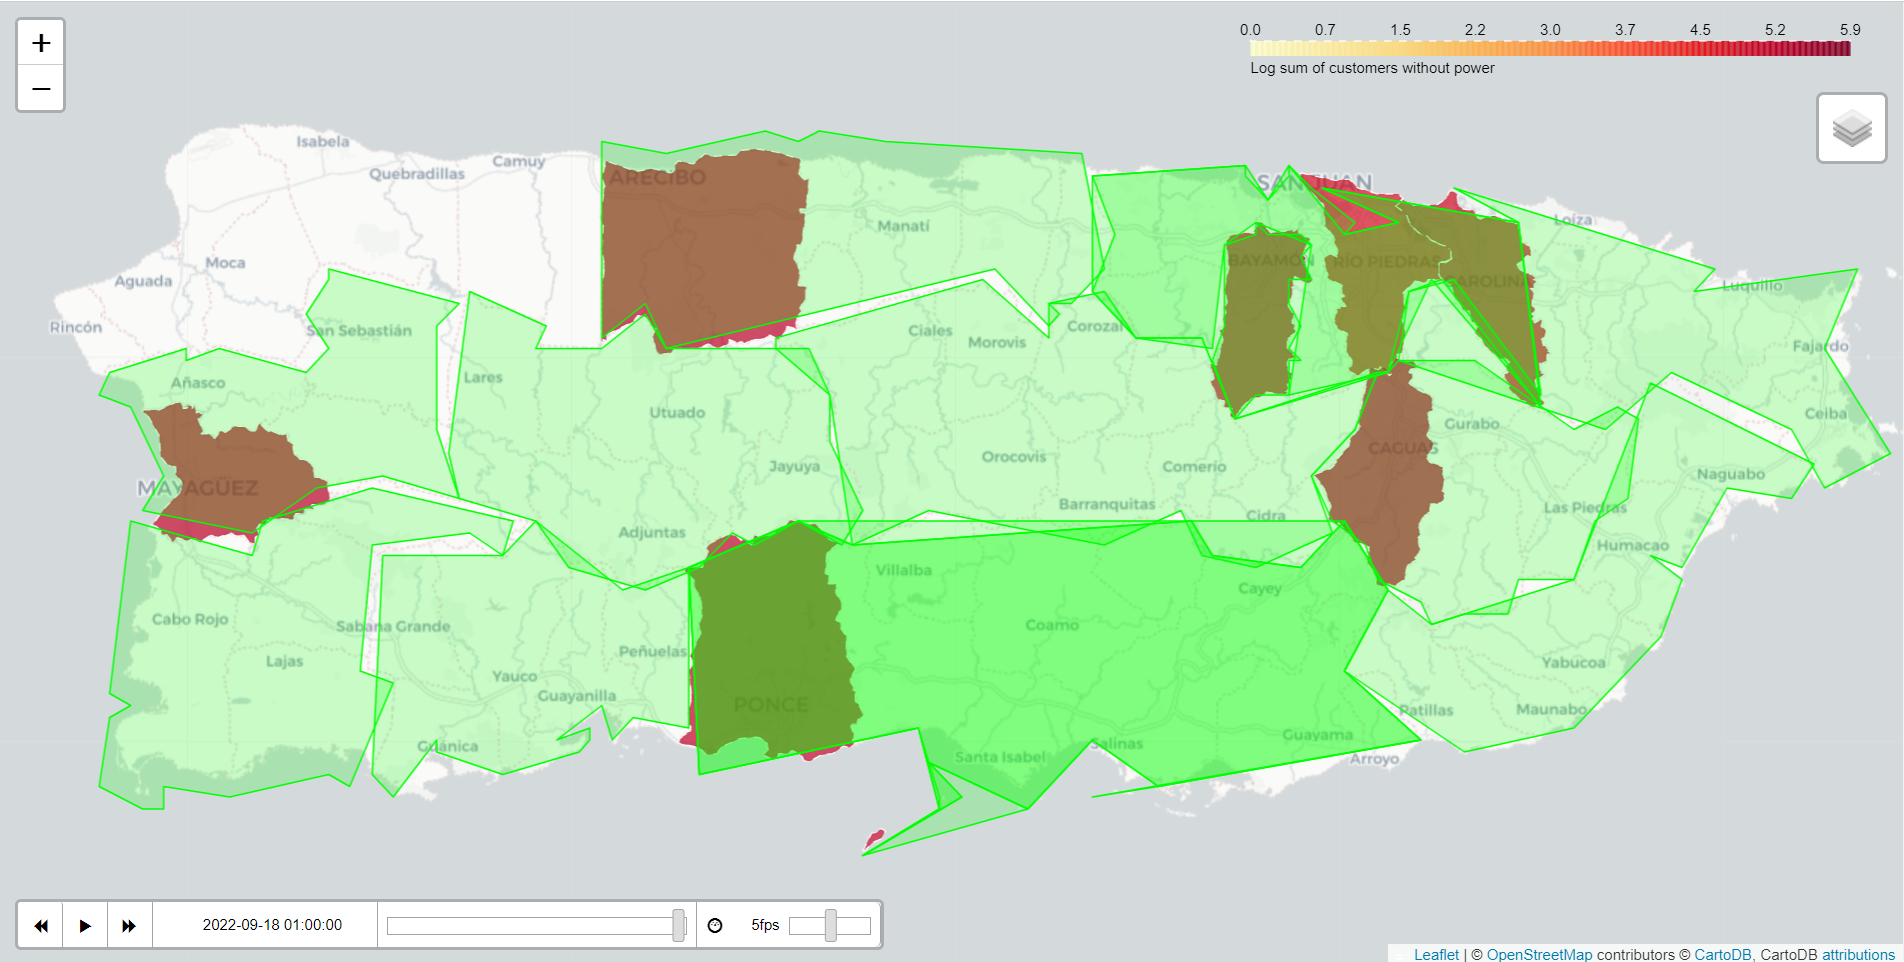 +
−
0.0 0.7 1.5 2.2 3.0 3.7 4.5 5.2 5.9
Log sum of customers without power
Isabela
Camuy
Quebradillas
ARECIBO
SAN JUAN
Loíza
Manatí
Moca
BAYAMÓN
RÍO PIEDRAS
CAROLINA
Aguada
Luquillo
Rincón
San Sebastián
Ciales
Corozal
Morovis
Fajardo
Añasco
Lares
Utuado
Ceiba
Gurabo
CAGUAS
Orocovis
Jayuya
Comerío
Naguabo
MAYAGÜEZ
Barranquitas
Las Piedras
Cidra
Adjuntas
Humacao
Villalba
Cayey
Cabo Rojo
Sabana Grande
Coamo
Peñuelas
Lajas
Yabucoa
Yauco
Guayanilla
PONCE
Patillas
Maunabo
Guayama
Guánica
Salinas
Santa Isabel
Arroyo
2022-09-18 01:00:00
5fps
Leaflet | © OpenStreetMap contributors © CartoDB, CartoDB attributions